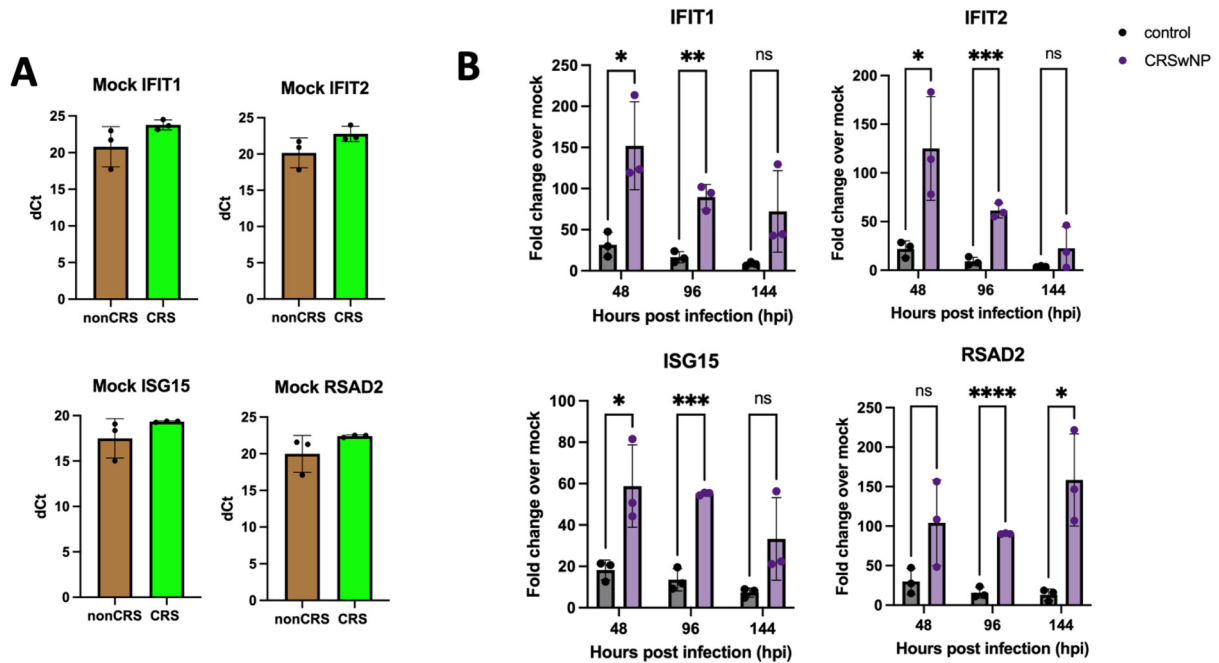 A
Mock IFIT1
dCt
25
20
15
10
5
0
nonCRS CRS
Mock IFIT2
dCt
25
20
15
10
5
0
nonCRS CRS
Mock ISG15
dCt
20
15
10
5
0
nonCRS CRS
Mock RSAD2
dCt
25
20
15
10
5
0
nonCRS CRS
B
IFIT1
Fold change over mock
250
200
150
100
50
0
* ** ns
48 96 144
Hours post infection (hpi)
IFIT2
Fold change over mock
200
150
100
50
0
* *** ns
48 96 144
Hours post infection (hpi)
control
CRSwNP
ISG15
Fold change over mock
100
80
60
40
20
0
* *** ns
48 96 144
Hours post infection (hpi)
RSAD2
Fold change over mock
250
200
150
100
50
0
ns **** *
48 96 144
Hours post infection (hpi)